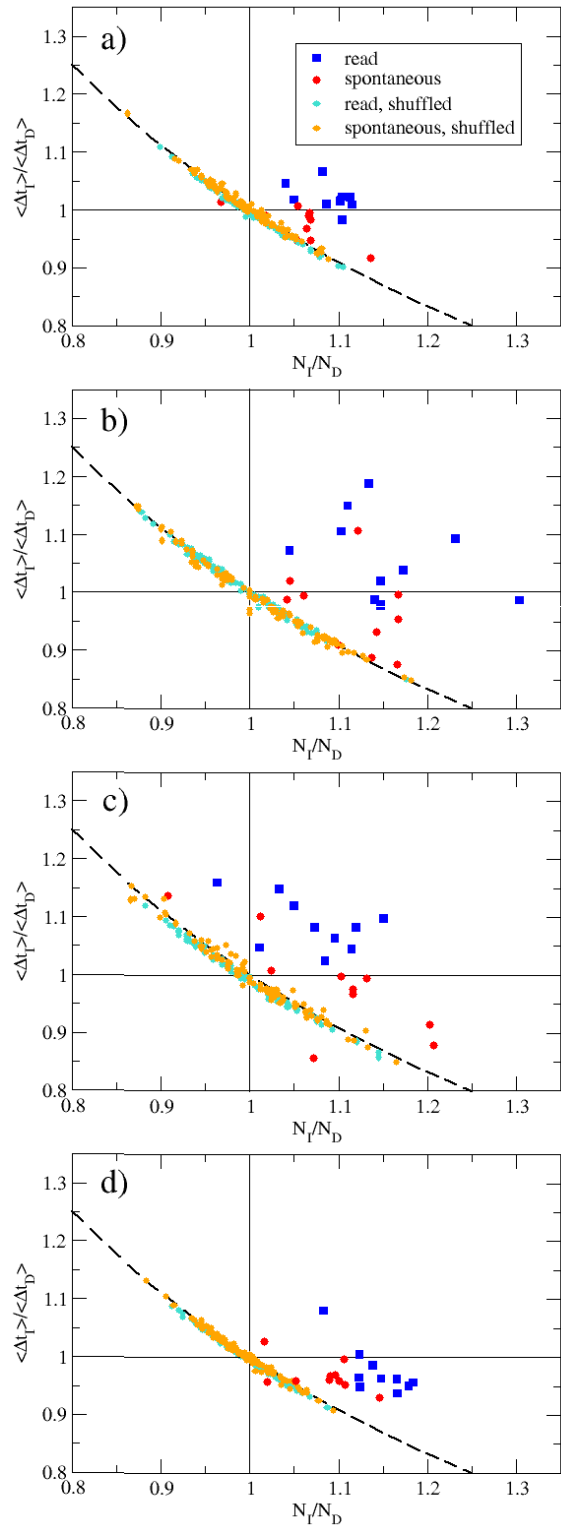 a)
read
spontaneous
read, shuffled
spontaneous, shuffled
1.3
1.2
1.1
1
0.9
0.8
<Δt_I>/<Δt_D>
0.8 0.9 1 1.1 1.2 1.3
N_I/N_D
b)
1.3
1.2
1.1
1
0.9
0.8
<Δt_I>/<Δt_D>
0.8 0.9 1 1.1 1.2 1.3
N_I/N_D
c)
1.3
1.2
1.1
1
0.9
0.8
<Δt_I>/<Δt_D>
0.8 0.9 1 1.1 1.2 1.3
N_I/N_D
d)
1.3
1.2
1.1
1
0.9
0.8
<Δt_I>/<Δt_D>
0.8 0.9 1 1.1 1.2 1.3
N_I/N_D